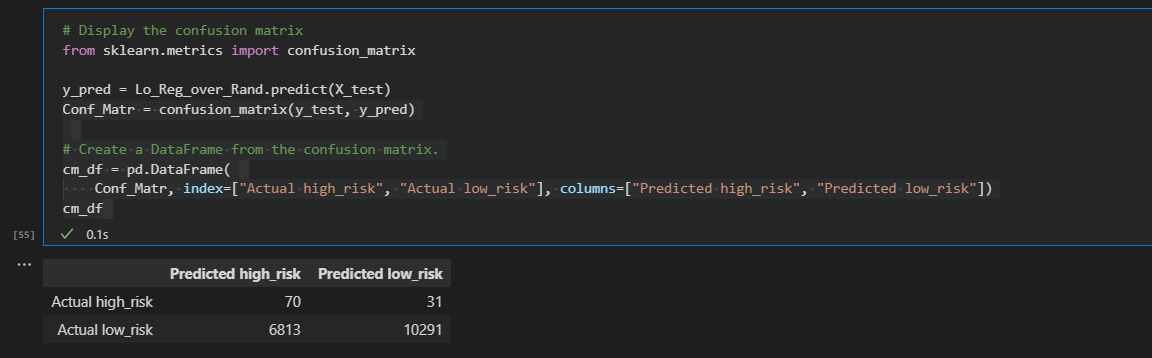 # Display the confusion matrix
from sklearn.metrics import confusion_matrix
y_pred = Lo_Reg_over_Rand.predict(X_test)
Conf_Matr = confusion_matrix(y_test, y_pred)
# Create a DataFrame from the confusion matrix.
cm_df = pd.DataFrame(
    Conf_Matr, index=["Actual high_risk", "Actual low_risk"], columns=["Predicted high_risk", "Predicted low_risk"])
cm_df
[55] ✓ 0.1s
... Predicted high_risk Predicted low_risk
Actual high_risk 70 31
Actual low_risk 6813 10291